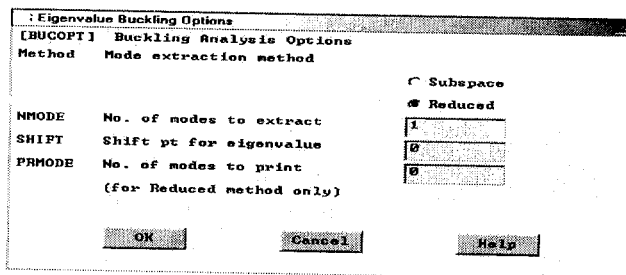 : Eigenvalue Buckling Options
[BUCOPT] Buckling Analysis Options
Method Mode extraction method
Subspace
Reduced
NMODE No. of modes to extract 1
SHIFT Shift pt for eigenvalue 0
PRMODE No. of modes to print 0
(for Reduced method only)
OK Cancel Help